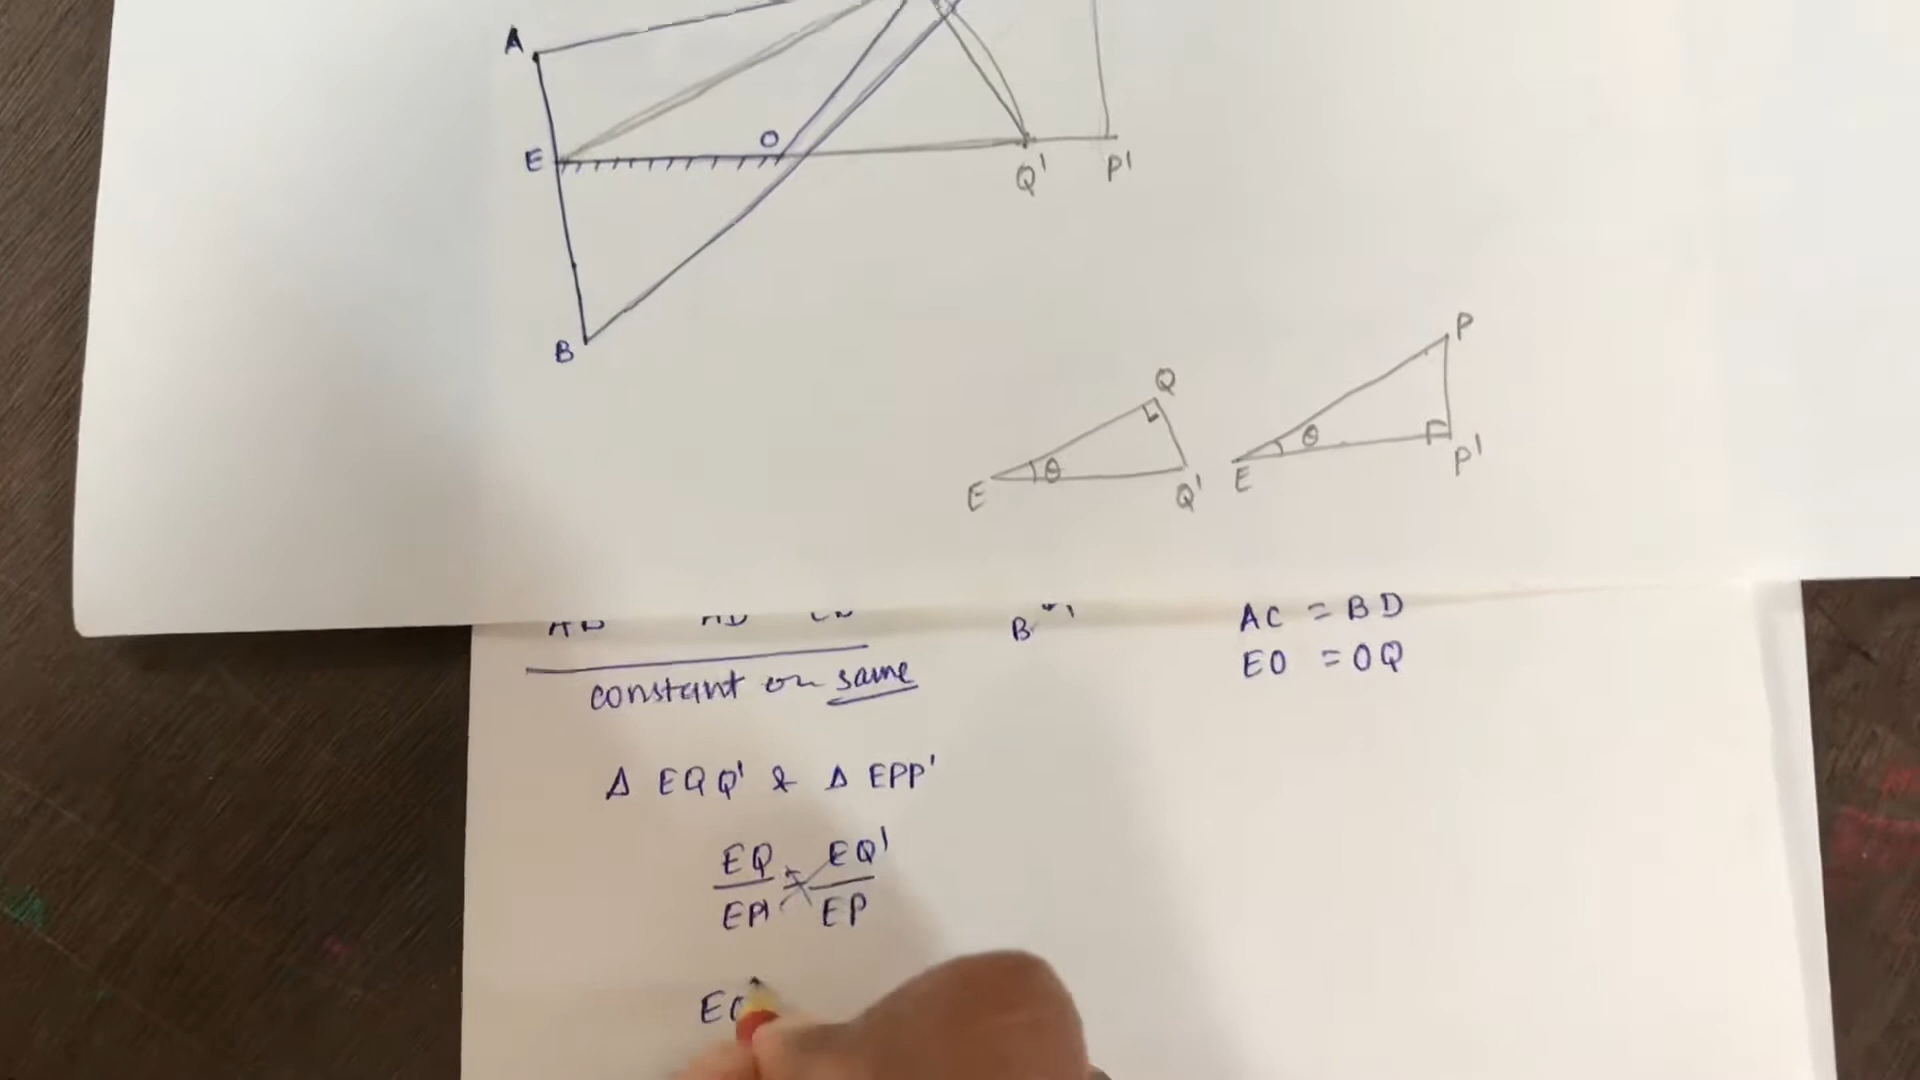 A
E
O
Q'
P'
B
P
Q
θ
θ
E
Q'
E
P'
B
AC = BD
EO = OQ
constant or same
Δ EQQ' & Δ EPP'
EQ = EQ'
EP' EP